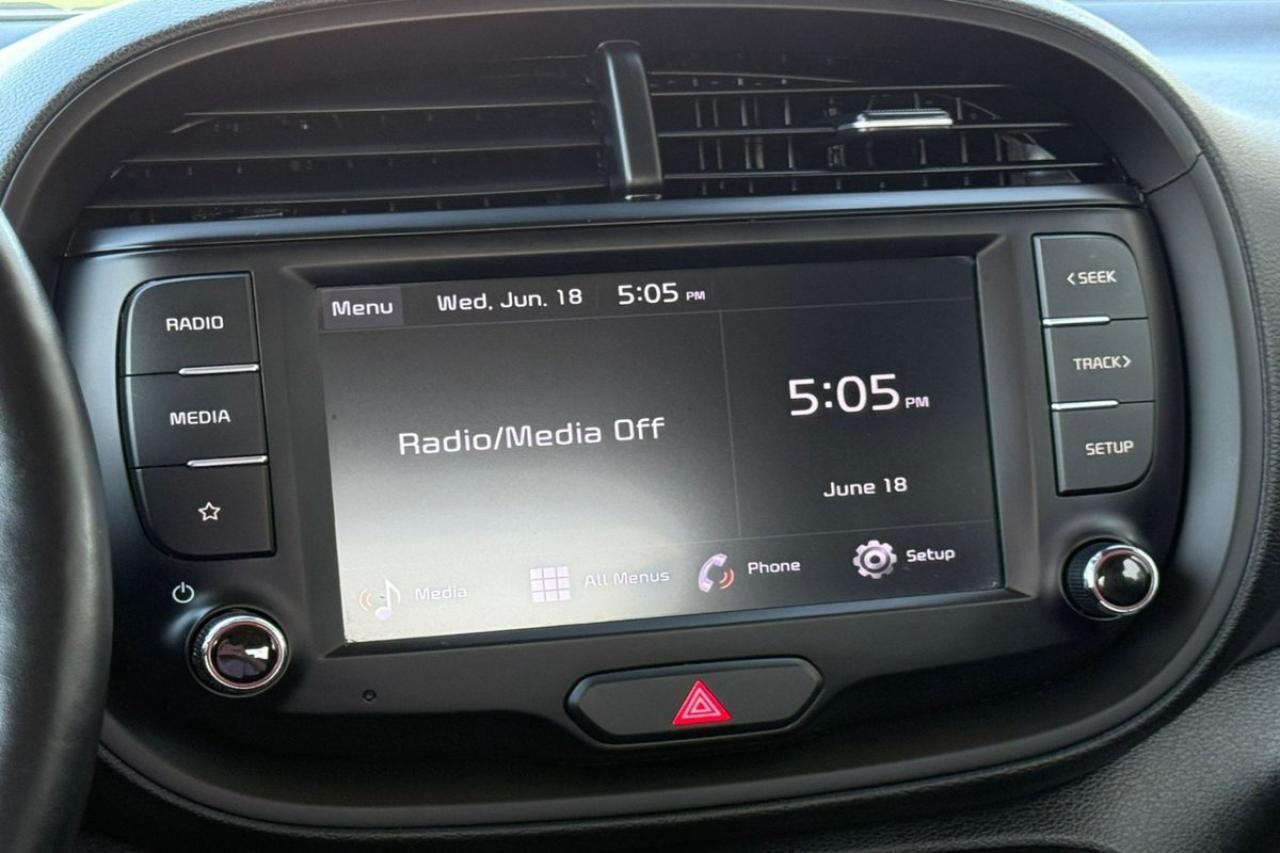 RADIO
MEDIA
Menu Wed, Jun. 18 5:05 PM
Radio/Media Off
5:05 PM
June 18
Media All Menus Phone Setup
< SEEK
TRACK >
SETUP